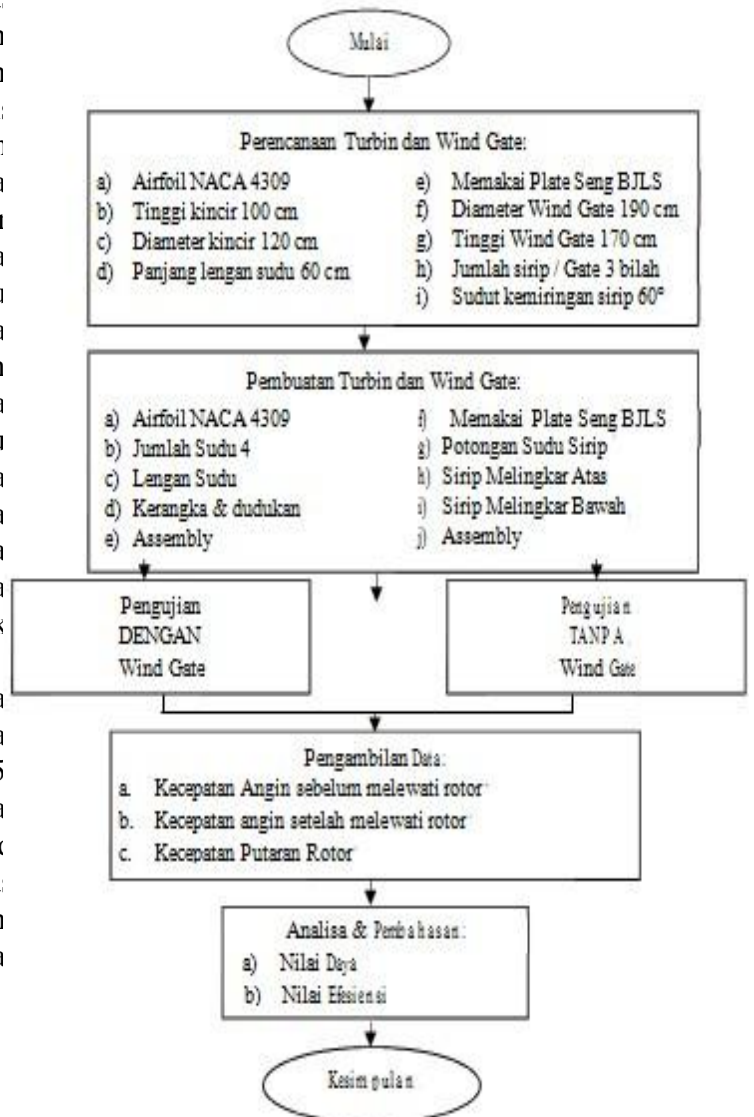 Mulai
Perencanaan Turbin dan Wind Gate:
a) Airfoil NACA 4309
b) Tinggi kincir 100 cm
c) Diameter kincir 120 cm
d) Panjang lengan sudu 60 cm
e) Memakai Plate Seng BJLS
f) Diameter Wind Gate 190 cm
g) Tinggi Wind Gate 170 cm
h) Jumlah sirip / Gate 3 bilah
i) Sudut kemiringan sirip 60°
Pembuatan Turbin dan Wind Gate:
a) Airfoil NACA 4309
b) Jumlah Sudu 4
c) Lengan Sudu
d) Kerangka & dudukan
e) Assembly
f) Memakai Plate Seng BJLS
g) Potongan Sudu Sirip
h) Sirip Melingkar Atas
i) Sirip Melingkar Bawah
j) Assembly
Pengujian
DENGAN
Wind Gate
Pengujian
TANPA
Wind Gate
Pengambilan Data:
a. Kecepatan Angin sebelum melewati rotor
b. Kecepatan angin setelah melewati rotor
c. Kecepatan Putaran Rotor
Analisa & Pembahasan:
a) Nilai Daya
b) Nilai Efesiensi
Kesimpulan